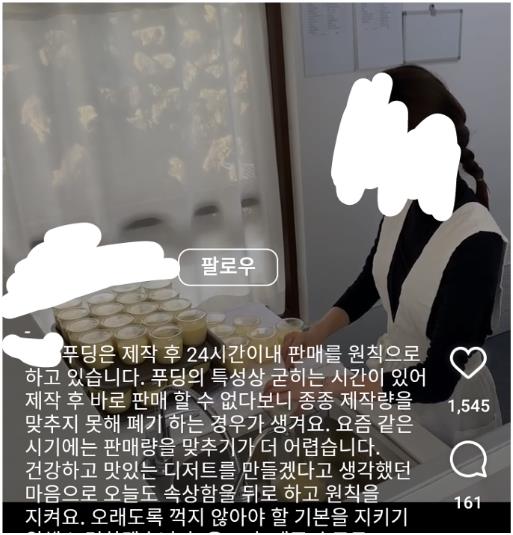 팔로우
푸딩은 제작 후 24시간이내 판매를 원칙으로
하고 있습니다. 푸딩의 특성상 굳히는 시간이 있어
제작 후 바로 판매 할 수 없다보니 종종 제작량을
맞추지 못해 폐기 하는 경우가 생겨요. 요즘 같은
시기에는 판매량을 맞추기가 더 어렵습니다.
건강하고 맛있는 디저트를 만들겠다고 생각했던
마음으로 오늘도 속상함을 뒤로 하고 원칙을
지켜요. 오래도록 꺽지 않아야 할 기본을 지키기
1,545
161